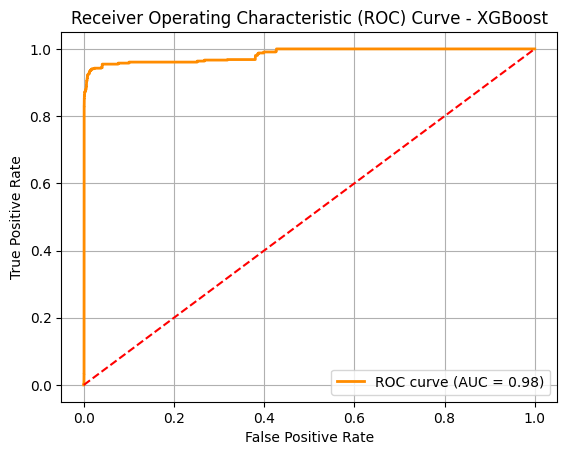 Receiver Operating Characteristic (ROC) Curve - XGBoost
1.0
0.8
0.6
0.4
0.2
0.0
True Positive Rate
ROC curve (AUC = 0.98)
0.0 0.2 0.4 0.6 0.8 1.0
False Positive Rate